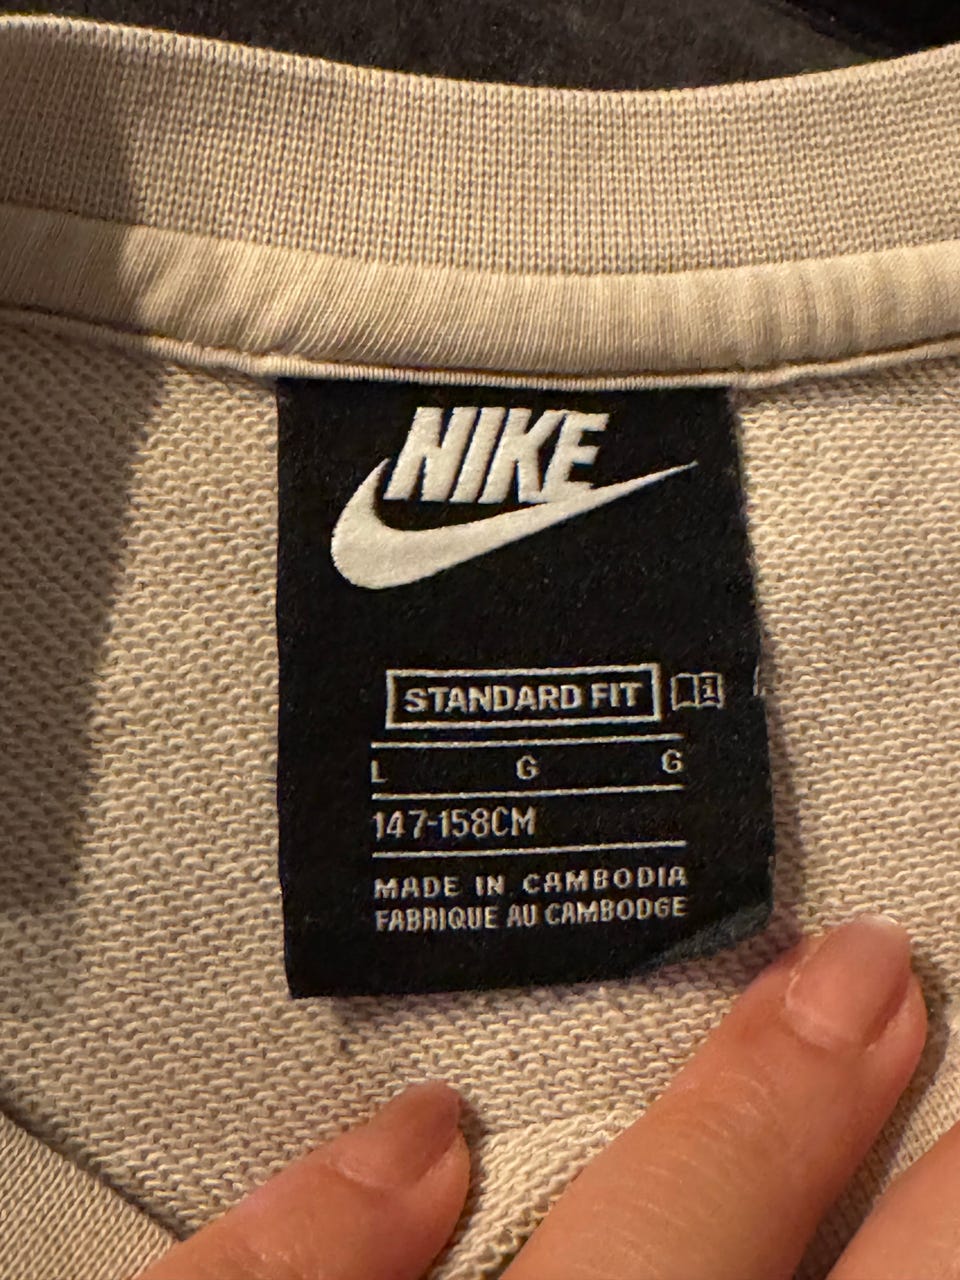 NIKE
STANDARD FIT i
L G G
147-158CM
MADE IN CAMBODIA
FABRIQUE AU CAMBODGE